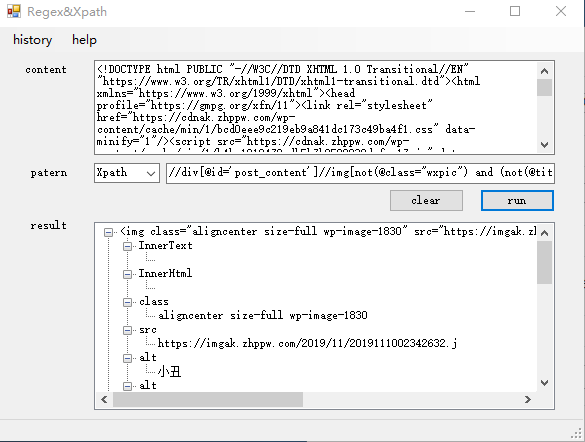 Regex&Xpath
history help
content
<!DOCTYPE html PUBLIC "-//W3C//DTD XHTML 1.0 Transitional//EN"
"https://www.w3.org/TR/xhtml1/DTD/xhtml1-transitional.dtd"><html
xmlns="https://www.w3.org/1999/xhtml"><head
profile="https://gmpg.org/xfn/11"><link rel="stylesheet"
href="https://cdnak.zhppw.com/wp-
content/cache/min/1/bcd0eee9c219eb9a841dc173c49ba4f1.css" data-
minify="1"/><script src="https://cdnak.zhppw.com/wp-
patern Xpath //div[@id='post_content']//img[not(@class="wxpic") and (not(@tit
clear run
result
<img class="aligncenter size-full wp-image-1830" src="https://imgak.zh
InnerText
InnerHtml
class
aligncenter size-full wp-image-1830
src
https://imgak.zhppw.com/2019/11/2019111002342632.j
alt
小丑
alt